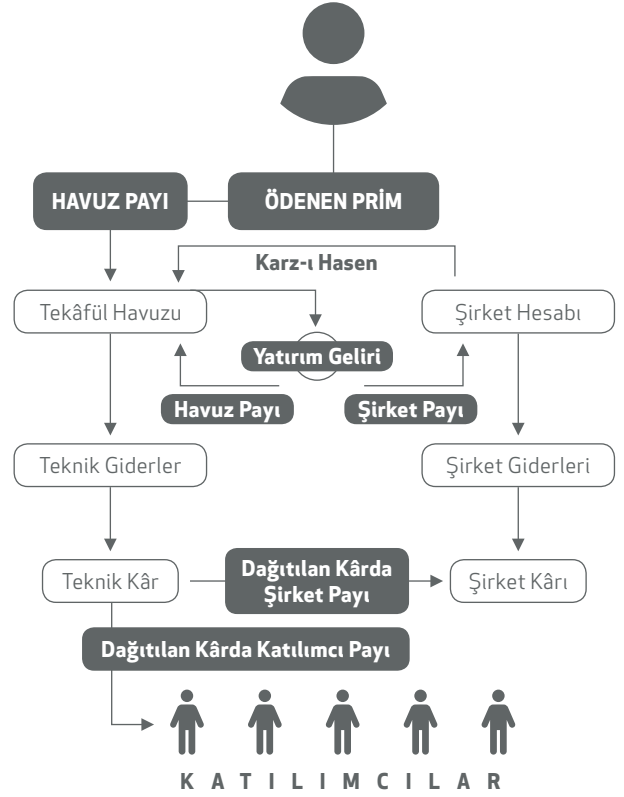 HAVUZ PAYI
ÖDENEN PRİM
Karz-ı Hasen
Tekâfül Havuzu
Şirket Hesabı
Yatırım Geliri
Havuz Payı
Şirket Payı
Teknik Giderler
Şirket Giderleri
Teknik Kâr
Dağıtılan Kârda
Şirket Payı
Şirket Kârı
Dağıtılan Kârda Katılımcı Payı
KATILIMCILAR